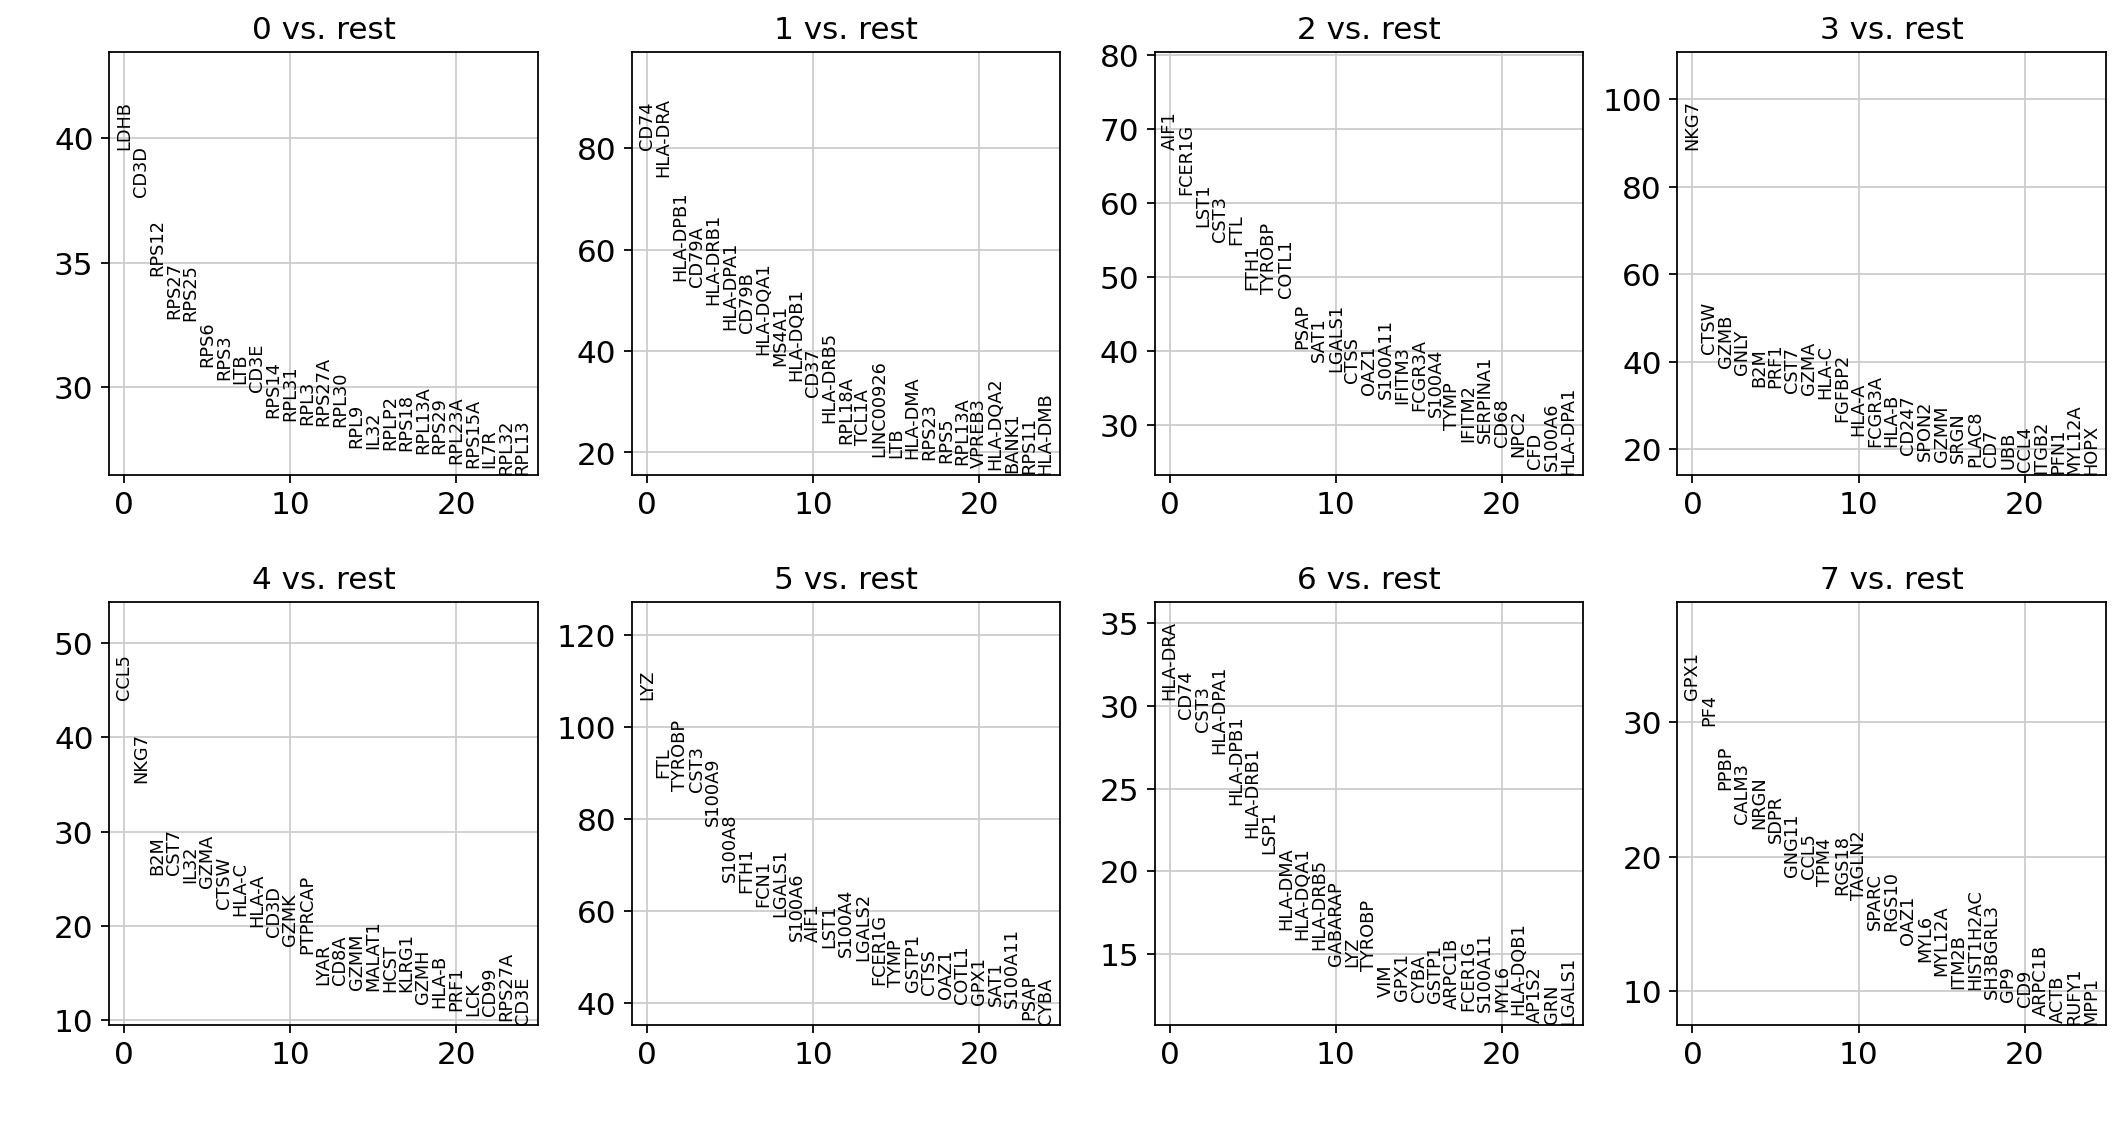 0 vs. rest
40
35
30
0
10
20
LDHB
CD3D
RPS12
RPS27
RPS25
RPS6
RPS3
LTB
CD3E
RPS14
RPL31
RPL3
RPS27A
RPL30
RPL9
IL32
RPLP2
RPS18
RPL13A
RPS29
RPL23A
RPS15A
IL7R
RPL32
RPL13
1 vs. rest
80
60
40
20
0
10
20
CD74
HLA-DRA
HLA-DPB1
CD79A
HLA-DRB1
HLA-DPA1
CD79B
HLA-DQA1
MS4A1
HLA-DQB1
CD37
HLA-DRB5
RPL18A
TCL1A
LINC00926
LTB
HLA-DMA
RPS23
RPS5
RPL13A
VPREB3
HLA-DQA2
BANK1
RPS11
HLA-DMB
2 vs. rest
80
70
60
50
40
30
0
10
20
AIF1
FCER1G
LST1
CST3
FTL
FTH1
TYROBP
COTL1
PSAP
SAT1
LGALS1
CTSS
OAZ1
S100A11
IFITM3
FCGR3A
S100A4
TYMP
IFITM2
SERPINA1
CD68
NPC2
CFD
S100A6
HLA-DPA1
3 vs. rest
100
80
60
40
20
0
10
20
NKG7
CTSW
GZMB
GNLY
B2M
PRF1
CST7
GZMA
HLA-C
FGFBP2
HLA-A
FCGR3A
HLA-B
CD247
SPON2
GZMM
SRGN
PLAC8
CD7
UBB
CCL4
ITGB2
PFN1
MYL12A
HOPX
4 vs. rest
50
40
30
20
10
0
10
20
CCL5
NKG7
B2M
CST7
IL32
GZMA
CTSW
HLA-C
HLA-A
CD3D
GZMK
PTPRCAP
LYAR
CD8A
GZMM
MALAT1
HCST
KLRG1
GZMH
HLA-B
PRF1
LCK
CD99
RPS27A
CD3E
5 vs. rest
120
100
80
60
40
0
10
20
LYZ
FTL
TYROBP
CST3
S100A9
S100A8
FTH1
FCN1
LGALS1
S100A6
AIF1
LST1
S100A4
LGALS2
FCER1G
TYMP
GSTP1
CTSS
OAZ1
COTL1
GPX1
SAT1
S100A11
PSAP
CYBA
6 vs. rest
35
30
25
20
15
0
10
20
HLA-DRA
CD74
CST3
HLA-DPA1
HLA-DPB1
HLA-DRB1
LSP1
HLA-DMA
HLA-DQA1
HLA-DRB5
GABARAP
LYZ
TYROBP
VIM
GPX1
CYBA
GSTP1
ARPC1B
FCER1G
S100A11
MYL6
HLA-DQB1
AP1S2
GRN
LGALS1
7 vs. rest
30
20
10
0
10
20
GPX1
PF4
PPBP
CALM3
NRGN
SDPR
GNG11
CCL5
TPM4
RGS18
TAGLN2
SPARC
RGS10
OAZ1
MYL6
MYL12A
ITM2B
HIST1H2AC
SH3BGRL3
GP9
CD9
ARPC1B
ACTB
RUFY1
MPP1